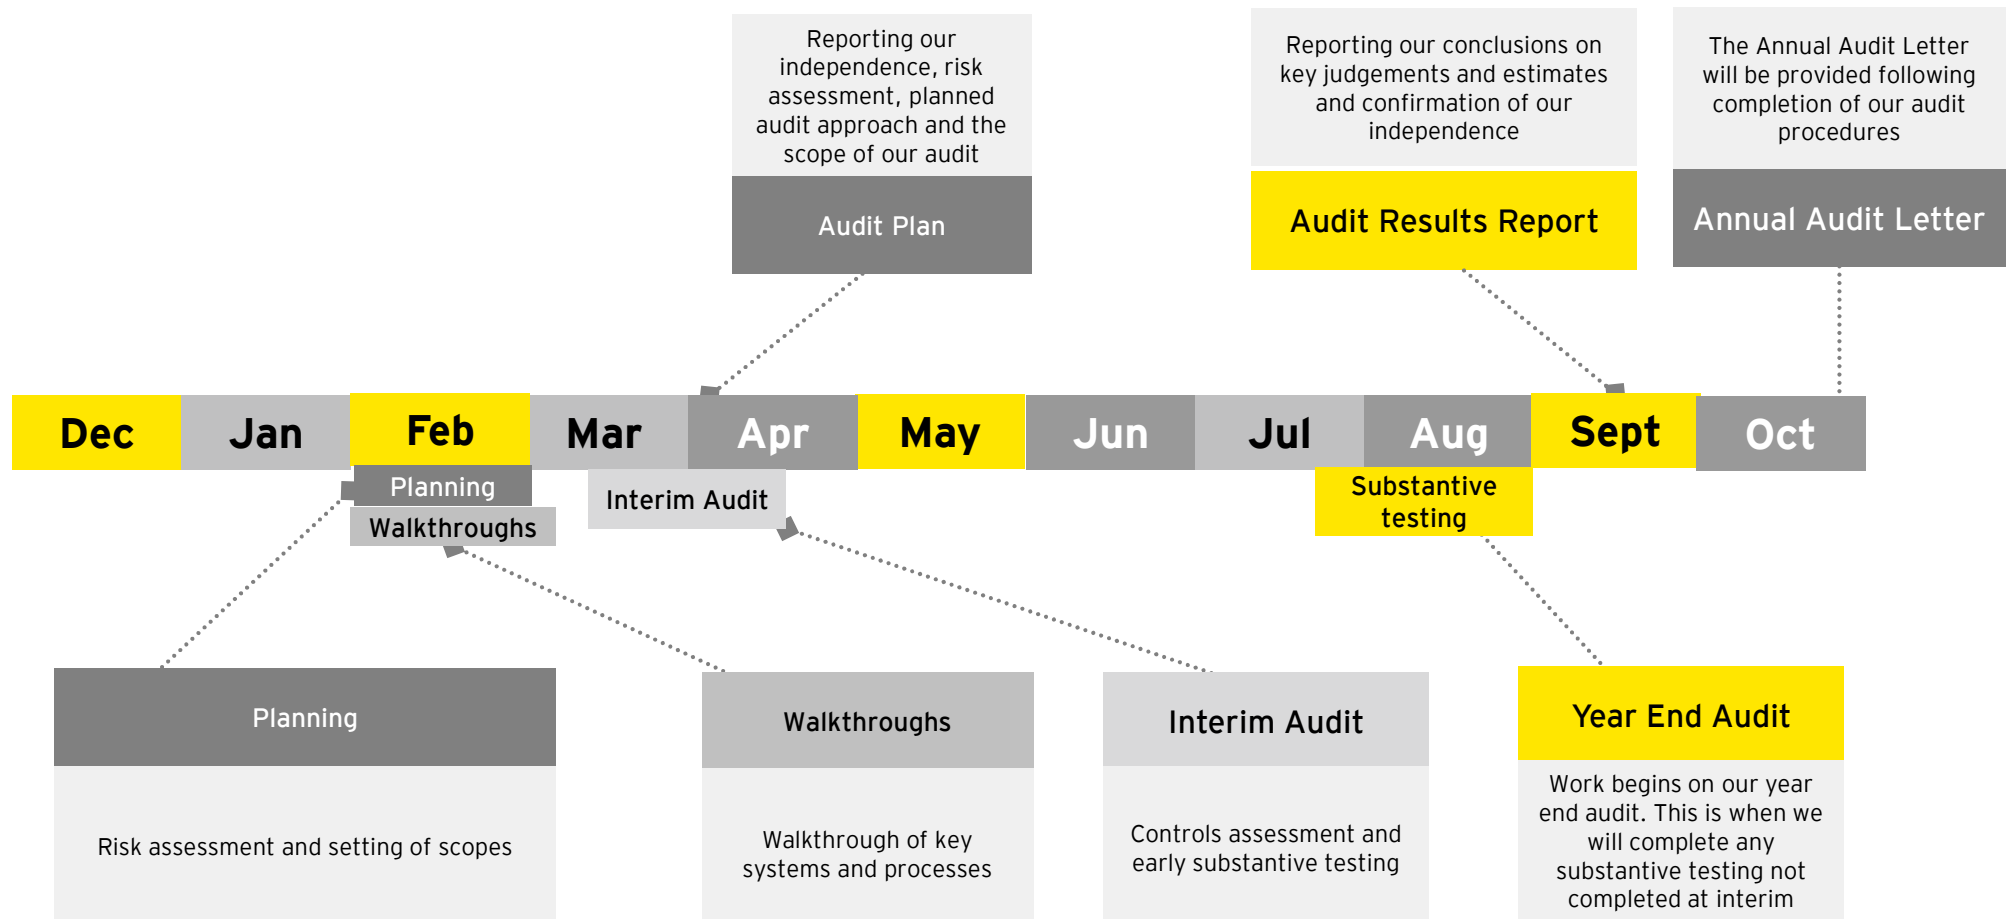 Reporting our
independence, risk
assessment, planned
audit approach and the
scope of our audit
Audit Plan
Reporting our conclusions on
key judgements and estimates
and confirmation of our
independence
Audit Results Report
The Annual Audit Letter
will be provided following
completion of our audit
procedures
Annual Audit Letter
Dec
Jan
Feb
Mar
Apr
May
Jun
Jul
Aug
Sept
Oct
Planning
Walkthroughs
Interim Audit
Substantive
testing
Planning
Risk assessment and setting of scopes
Walkthroughs
Walkthrough of key
systems and processes
Interim Audit
Controls assessment and
early substantive testing
Year End Audit
Work begins on our year
end audit. This is when we
will complete any
substantive testing not
completed at interim